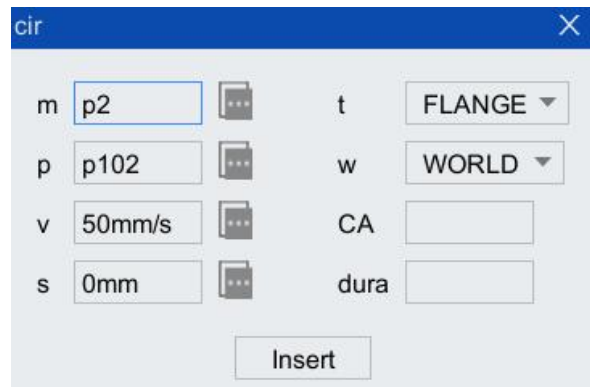 cir
m p2 t FLANGE
p p102 w WORLD
v 50mm/s CA
s 0mm dura
Insert